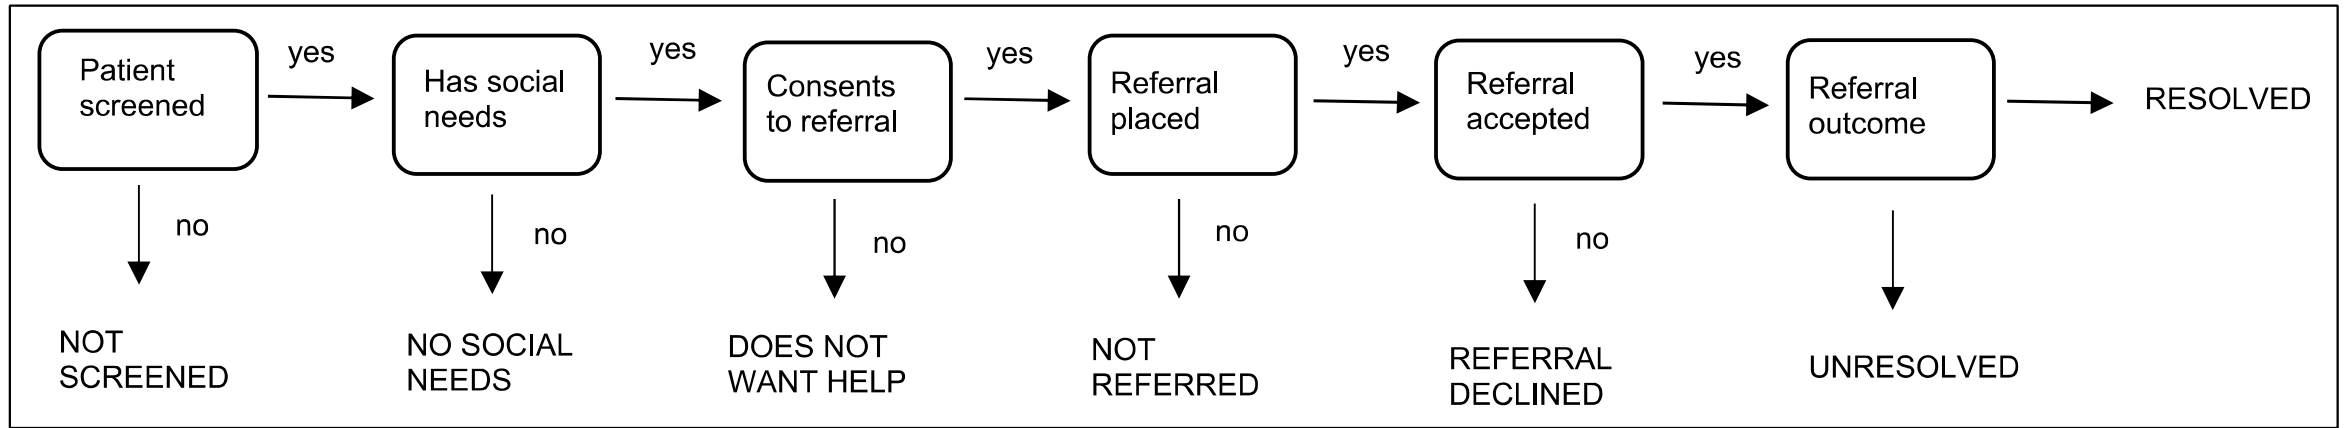 Patient
screened
yes
Has social
needs
yes
Consents
to referral
yes
Referral
placed
yes
Referral
accepted
yes
Referral
outcome
RESOLVED
no
no
no
no
no
NOT
SCREENED
NO SOCIAL
NEEDS
DOES NOT
WANT HELP
NOT
REFERRED
REFERRAL
DECLINED
UNRESOLVED